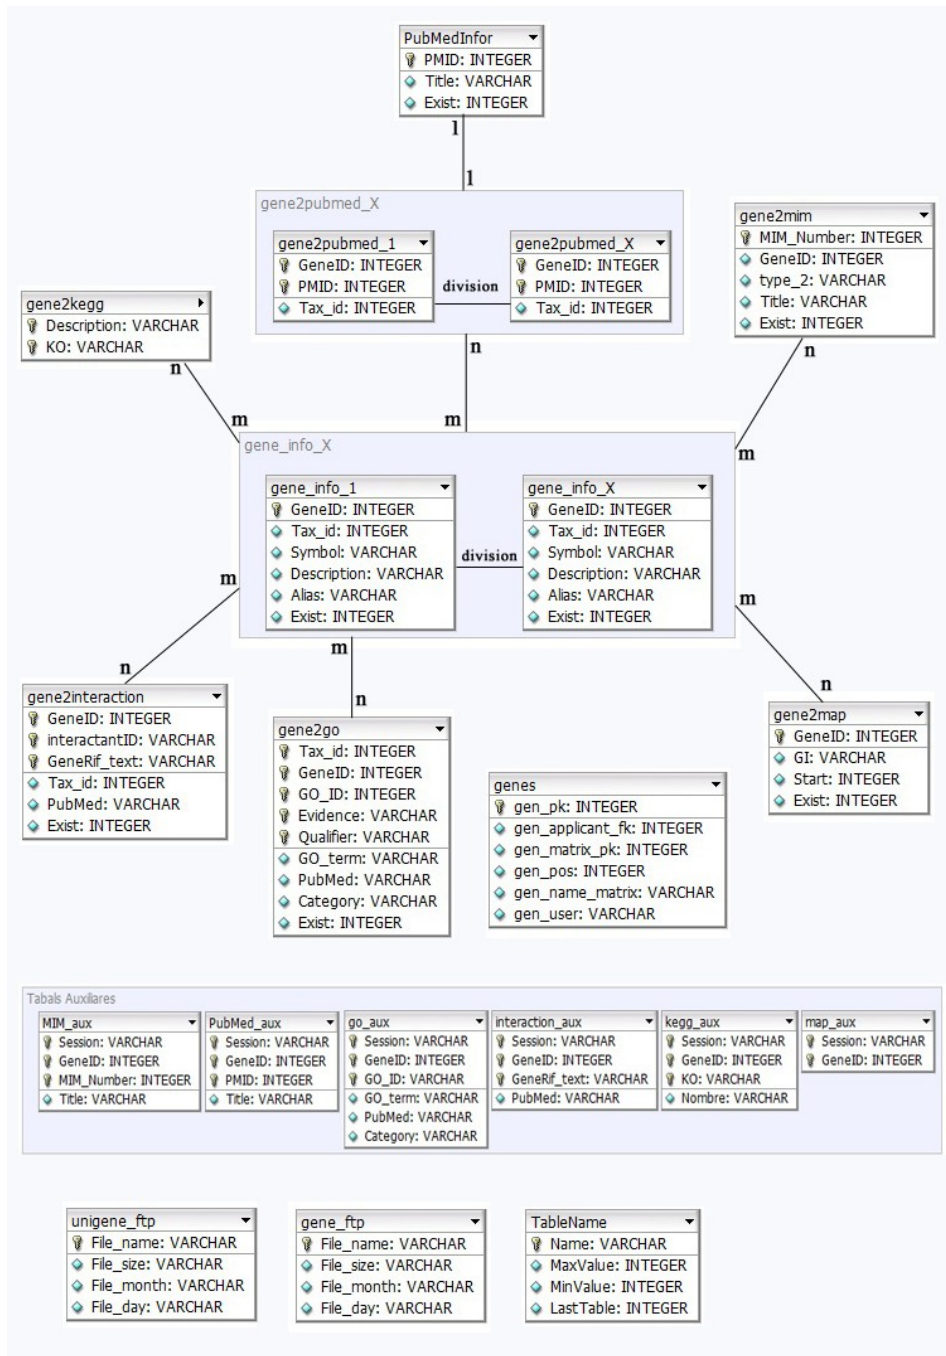 PubMedInfor
PMID: INTEGER
Title: VARCHAR
Exist: INTEGER
1
1
gene2pubmed_X
gene2pubmed_1
GeneID: INTEGER
PMID: INTEGER
Tax_id: INTEGER
division
gene2pubmed_X
GeneID: INTEGER
PMID: INTEGER
Tax_id: INTEGER
gene2mim
MIM_Number: INTEGER
GeneID: INTEGER
type_2: VARCHAR
Title: VARCHAR
Exist: INTEGER
gene2kegg
Description: VARCHAR
KO: VARCHAR
n
m
n
m
n
m
gene_info_X
gene_info_1
GeneID: INTEGER
Tax_id: INTEGER
Symbol: VARCHAR
Description: VARCHAR
Alias: VARCHAR
Exist: INTEGER
division
gene_info_X
GeneID: INTEGER
Tax_id: INTEGER
Symbol: VARCHAR
Description: VARCHAR
Alias: VARCHAR
Exist: INTEGER
m
n
m
n
m
n
gene2interaction
GeneID: INTEGER
interactantID: VARCHAR
GeneRif_text: VARCHAR
Tax_id: INTEGER
PubMed: VARCHAR
Exist: INTEGER
gene2go
Tax_id: INTEGER
GeneID: INTEGER
GO_ID: INTEGER
Evidence: VARCHAR
Qualifier: VARCHAR
GO_term: VARCHAR
PubMed: VARCHAR
Category: VARCHAR
Exist: INTEGER
genes
gen_pk: INTEGER
gen_applicant_fk: INTEGER
gen_matrix_pk: INTEGER
gen_pos: INTEGER
gen_name_matrix: VARCHAR
gen_user: VARCHAR
gene2map
GeneID: INTEGER
GI: VARCHAR
Start: INTEGER
Exist: INTEGER
Tabals Auxiliares
MIM_aux
Session: VARCHAR
GeneID: INTEGER
MIM_Number: INTEGER
Title: VARCHAR
PubMed_aux
Session: VARCHAR
GeneID: INTEGER
PMID: INTEGER
Title: VARCHAR
go_aux
Session: VARCHAR
GeneID: INTEGER
GO_ID: VARCHAR
GO_term: VARCHAR
PubMed: VARCHAR
Category: VARCHAR
interaction_aux
Session: VARCHAR
GeneID: INTEGER
GeneRif_text: VARCHAR
PubMed: VARCHAR
kegg_aux
Session: VARCHAR
GeneID: INTEGER
KO: VARCHAR
Nombre: VARCHAR
map_aux
Session: VARCHAR
GeneID: INTEGER
unigene_ftp
File_name: VARCHAR
File_size: VARCHAR
File_month: VARCHAR
File_day: VARCHAR
gene_ftp
File_name: VARCHAR
File_size: VARCHAR
File_month: VARCHAR
File_day: VARCHAR
TableName
Name: VARCHAR
MaxValue: INTEGER
MinValue: INTEGER
LastTable: INTEGER